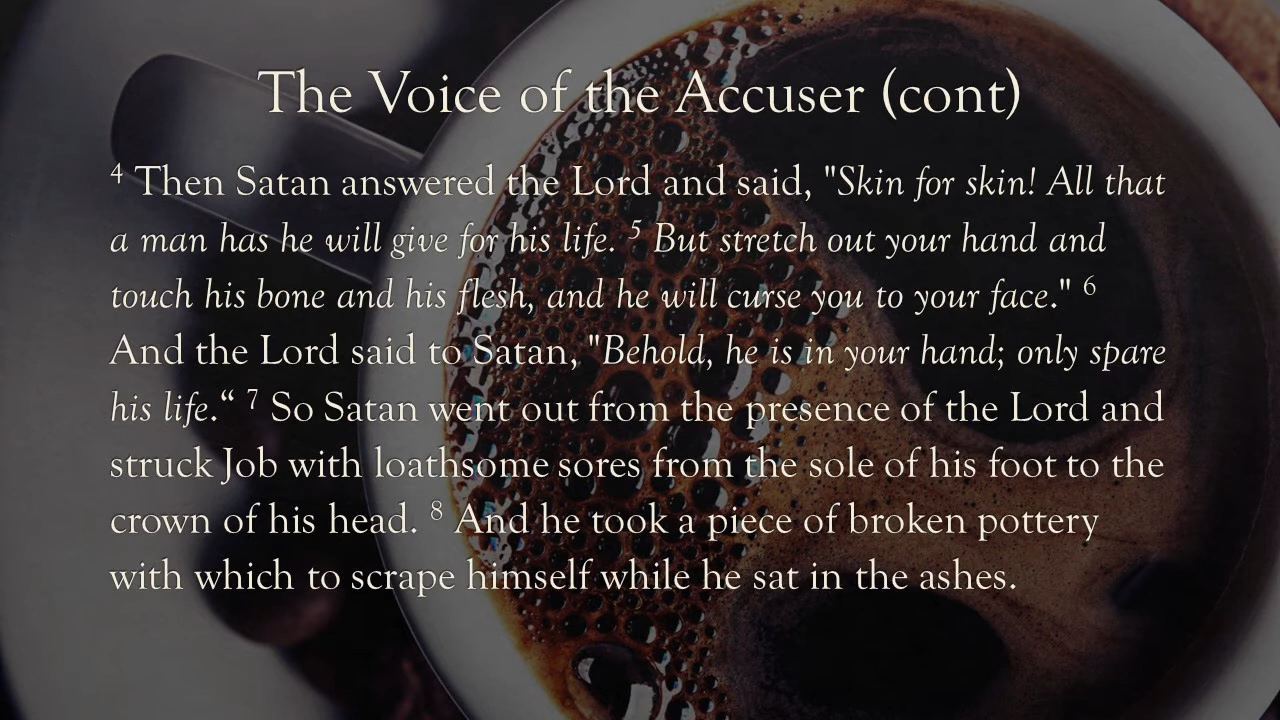 The Voice of the Accuser (cont)
4 Then Satan answered the Lord and said, "Skin for skin! All that
a man has he will give for his life. 5 But stretch out your hand and
touch his bone and his flesh, and he will curse you to your face." 6
And the Lord said to Satan, "Behold, he is in your hand; only spare
his life.“ 7 So Satan went out from the presence of the Lord and
struck Job with loathsome sores from the sole of his foot to the
crown of his head. 8 And he took a piece of broken pottery
with which to scrape himself while he sat in the ashes.